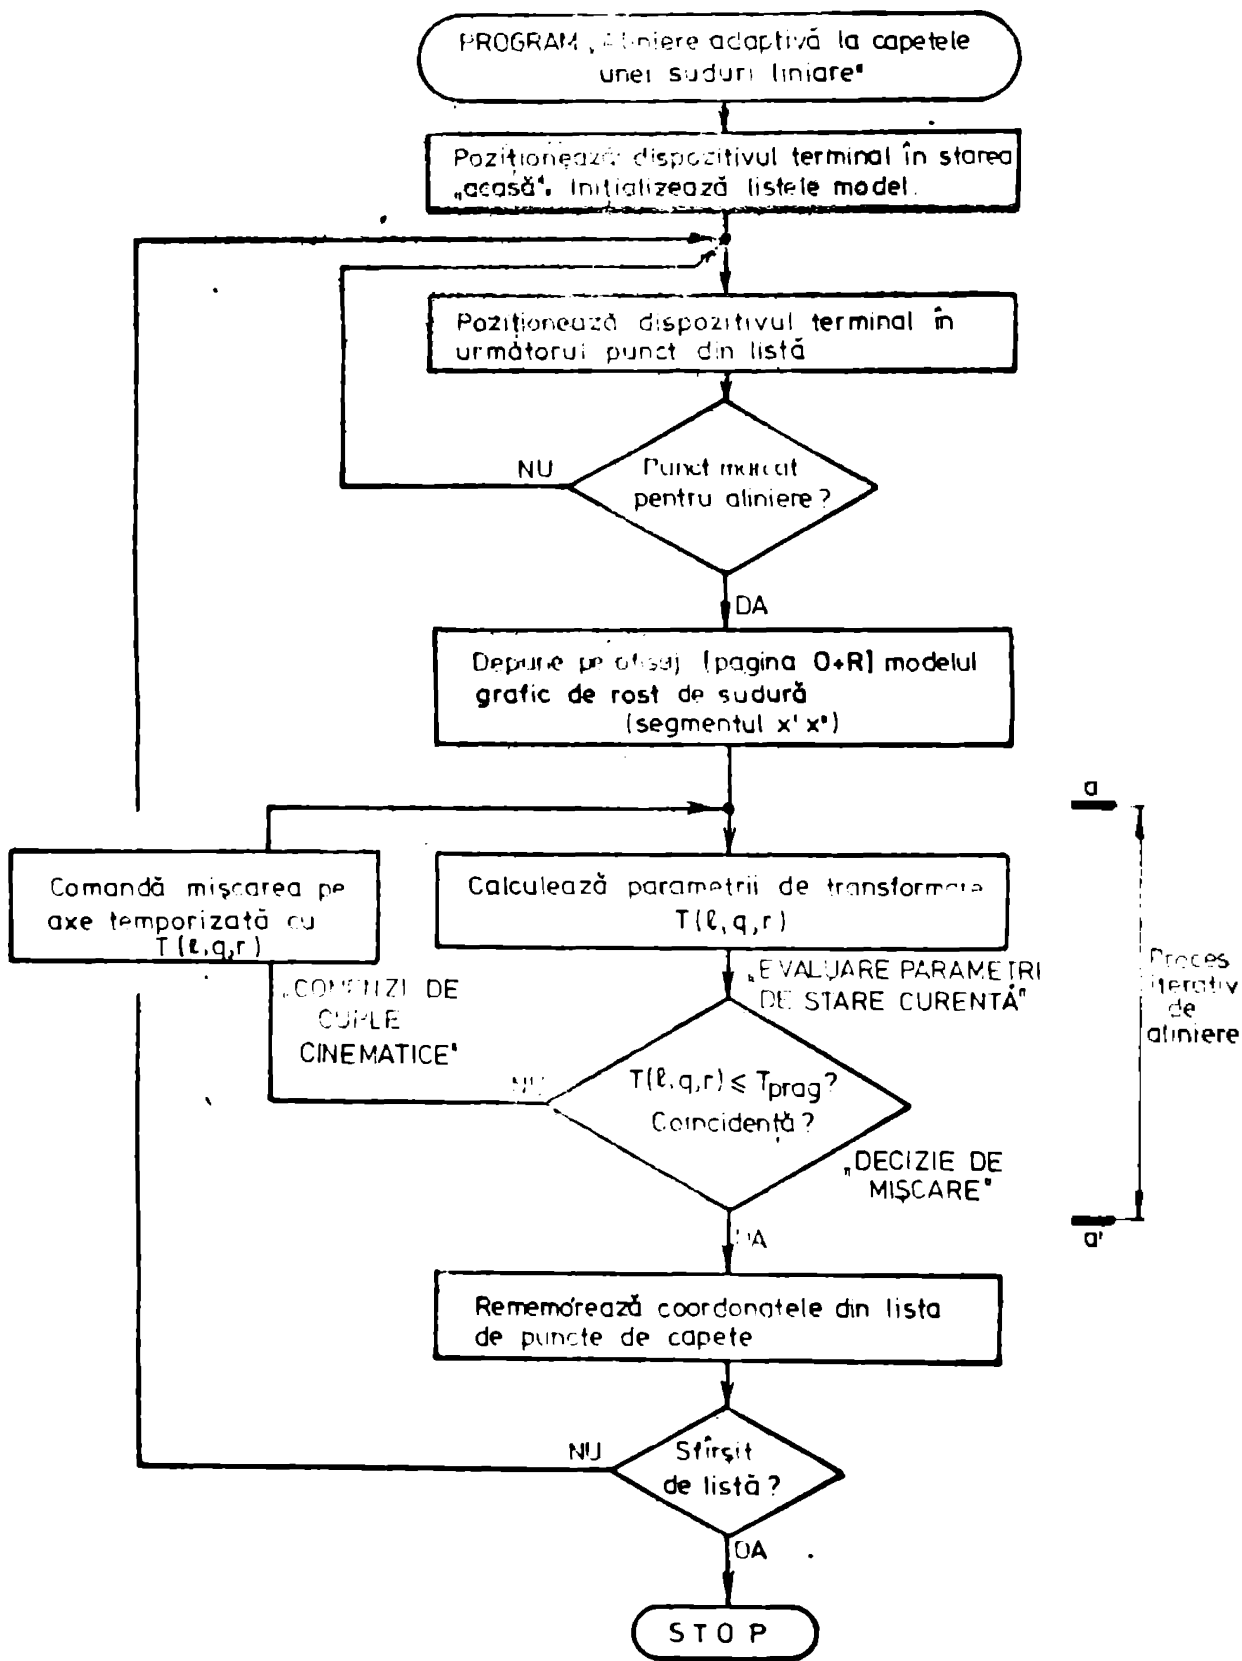 PROGRAM „Aliniere adaptivă la capetele
unei suduri liniare"
Poziționează dispozitivul terminal în starea
„acasă". Inițializează listele model.
Poziționează dispozitivul terminal în
următorul punct din listă
NU
Punct marcat
pentru aliniere?
DA
Depune pe afișaj [pagina O+R] modelul
grafic de rost de sudură
(segmentul x' x")
a
Comandă mișcarea pe
axe temporizată cu
T(ℓ,q,r)
Calculează parametrii de transformare
T(ℓ,q,r)
„EVALUARE PARAMETRI
DE STARE CURENTĂ"
„COMENZI DE
CUPLE
CINEMATICE"
Proces
iterativ
de
aliniere
NU
T(ℓ,q,r) ≤ Tprag?
Coincidență?
„DECIZIE DE
MIȘCARE"
DA
a'
Rememorează coordonatele din lista
de puncte de capete
NU
Sfîrșit
de listă?
DA
STOP